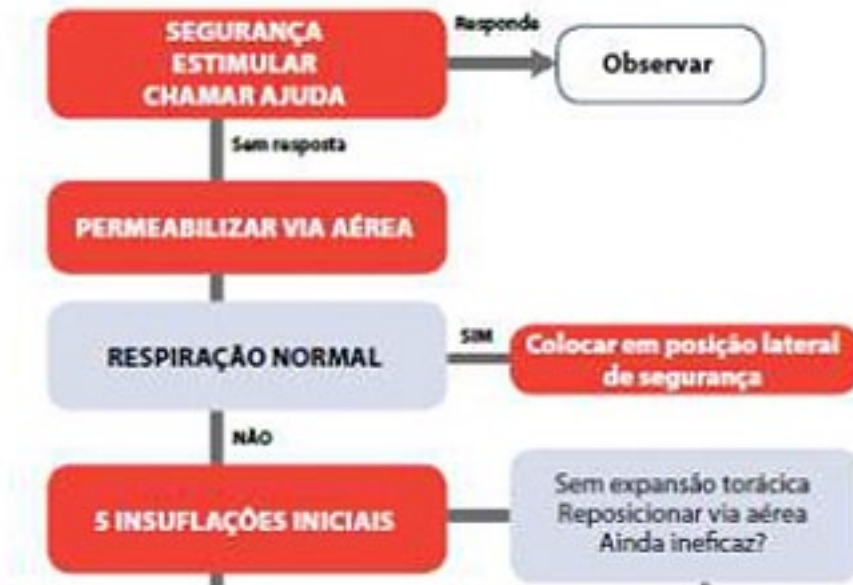 SEGURANÇA
ESTIMULAR
CHAMAR AJUDA
Responde
Observar
Sem resposta
PERMEABILIZAR VIA AÉREA
RESPIRAÇÃO NORMAL
SIM
Colocar em posição lateral
de segurança
NÃO
5 INSUFLAÇÕES INICIAIS
Sem expansão torácica
Reposicionar via aérea
Ainda ineficaz?